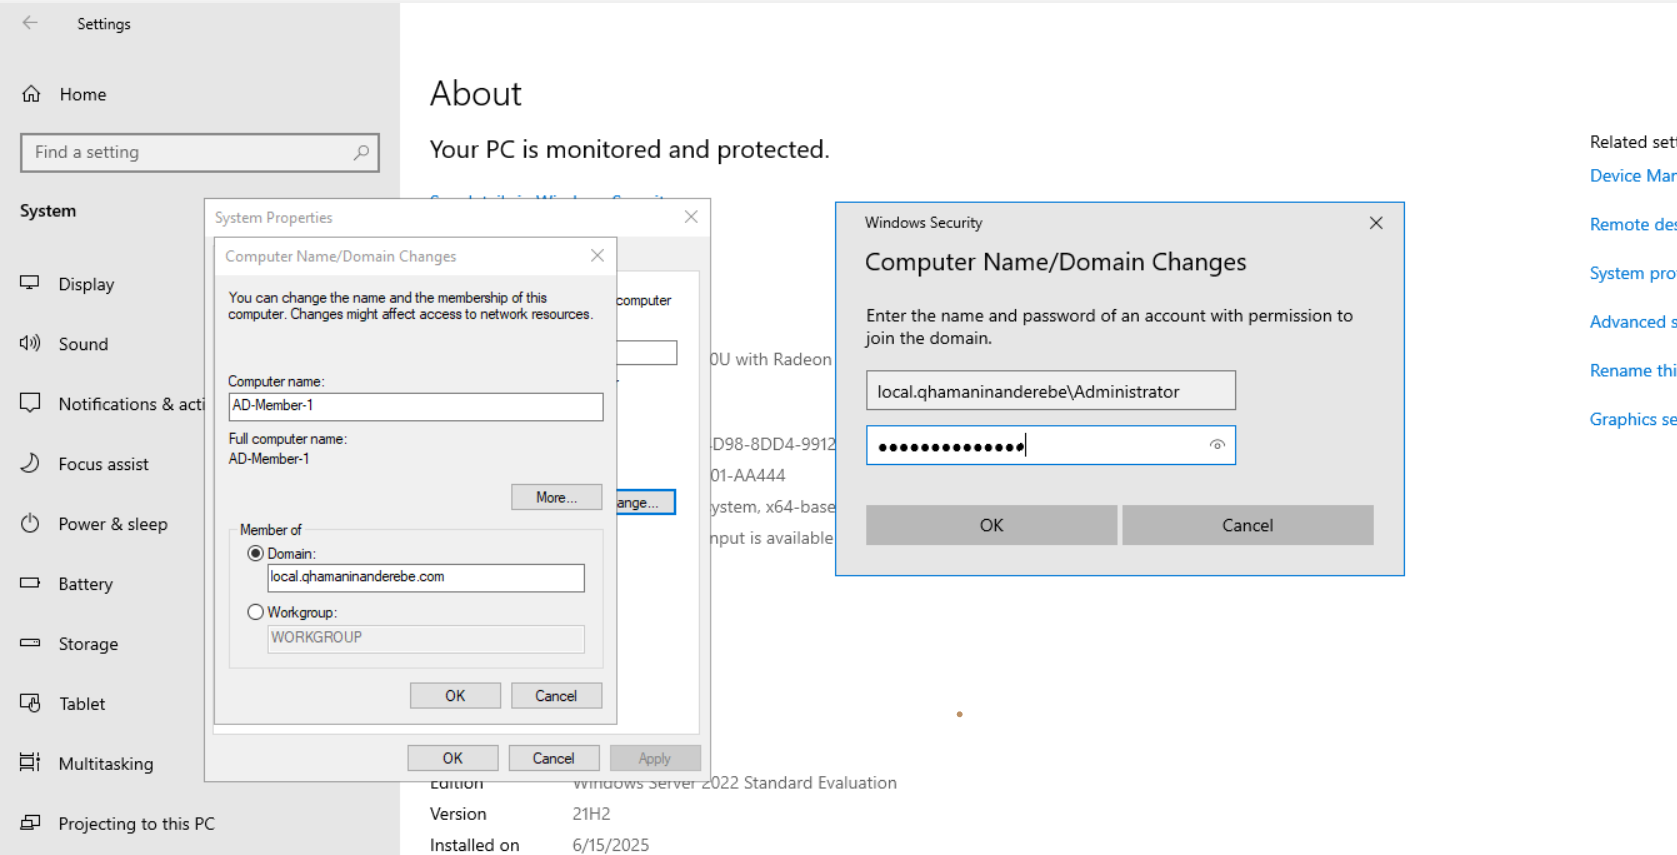 Settings
Home
Find a setting
System
Display
Sound
Notifications & acti
Focus assist
Power & sleep
Battery
Storage
Tablet
Multitasking
Projecting to this PC
About
Your PC is monitored and protected.
System Properties
computer
ange...
OK
Cancel
Apply
Computer Name/Domain Changes
You can change the name and the membership of this
computer. Changes might affect access to network resources.
Computer name:
AD-Member-1
Full computer name:
AD-Member-1
More...
Member of
Domain:
local.qhamaninanderebe.com
Workgroup:
WORKGROUP
OK
Cancel
0U with Radeon
D98-8DD4-9912
01-AA444
ystem, x64-base
nput is available
Edition Windows Server 2022 Standard Evaluation
Version 21H2
Installed on 6/15/2025
Windows Security
Computer Name/Domain Changes
Enter the name and password of an account with permission to
join the domain.
local.qhamaninanderebe\Administrator
●●●●●●●●●●●●●●
OK
Cancel
Related sett
Device Mar
Remote des
System pro
Advanced s
Rename thi
Graphics se